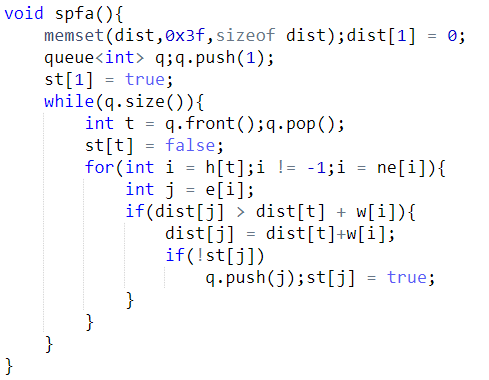 void spfa(){
    memset(dist,0x3f,sizeof dist);dist[1] = 0;
    queue<int> q;q.push(1);
    st[1] = true;
    while(q.size()){
        int t = q.front();q.pop();
        st[t] = false;
        for(int i = h[t];i != -1;i = ne[i]){
            int j = e[i];
            if(dist[j] > dist[t] + w[i]){
                dist[j] = dist[t]+w[i];
                if(!st[j])
                    q.push(j);st[j] = true;
            }
        }
    }
}